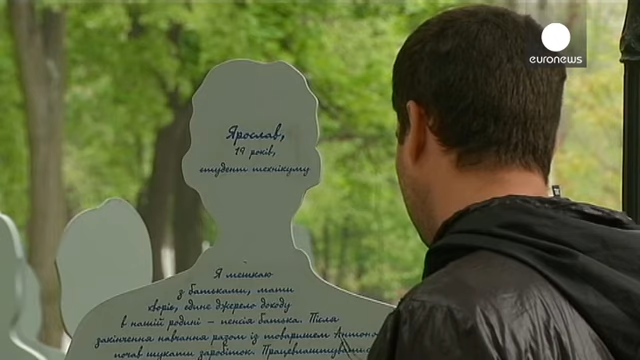 euronews
Ярослав,
19 років,
студент технікуму
Я мешкаю
з батьками, мати
хворіє, єдине джерело доходу
в нашій родині – пенсія батька. Після
закінчення навчання разом із товаришем Антоном
почав шукати заробіток.